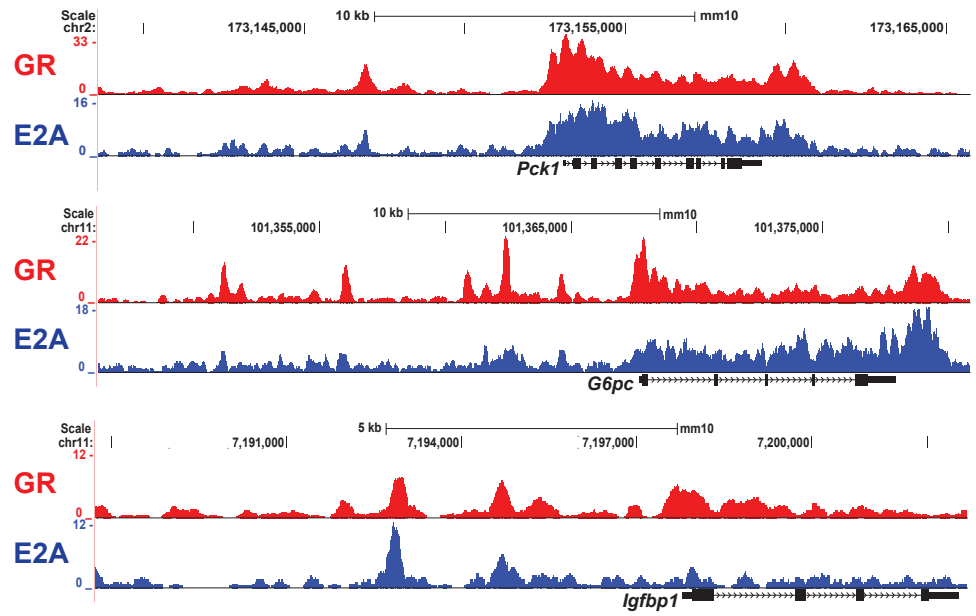 Scale 10 kb mm10
chr2: 173,145,000 173,155,000 173,165,000
33 -
GR
0 _
16 -
E2A
0 _
Pck1
Scale 10 kb mm10
chr11: 101,355,000 101,365,000 101,375,000
22 -
GR
0 _
18 -
E2A
0 _
G6pc
Scale 5 kb mm10
chr11: 7,191,000 7,194,000 7,197,000 7,200,000
12 -
GR
0 _
12 -
E2A
0 _
Igfbp1